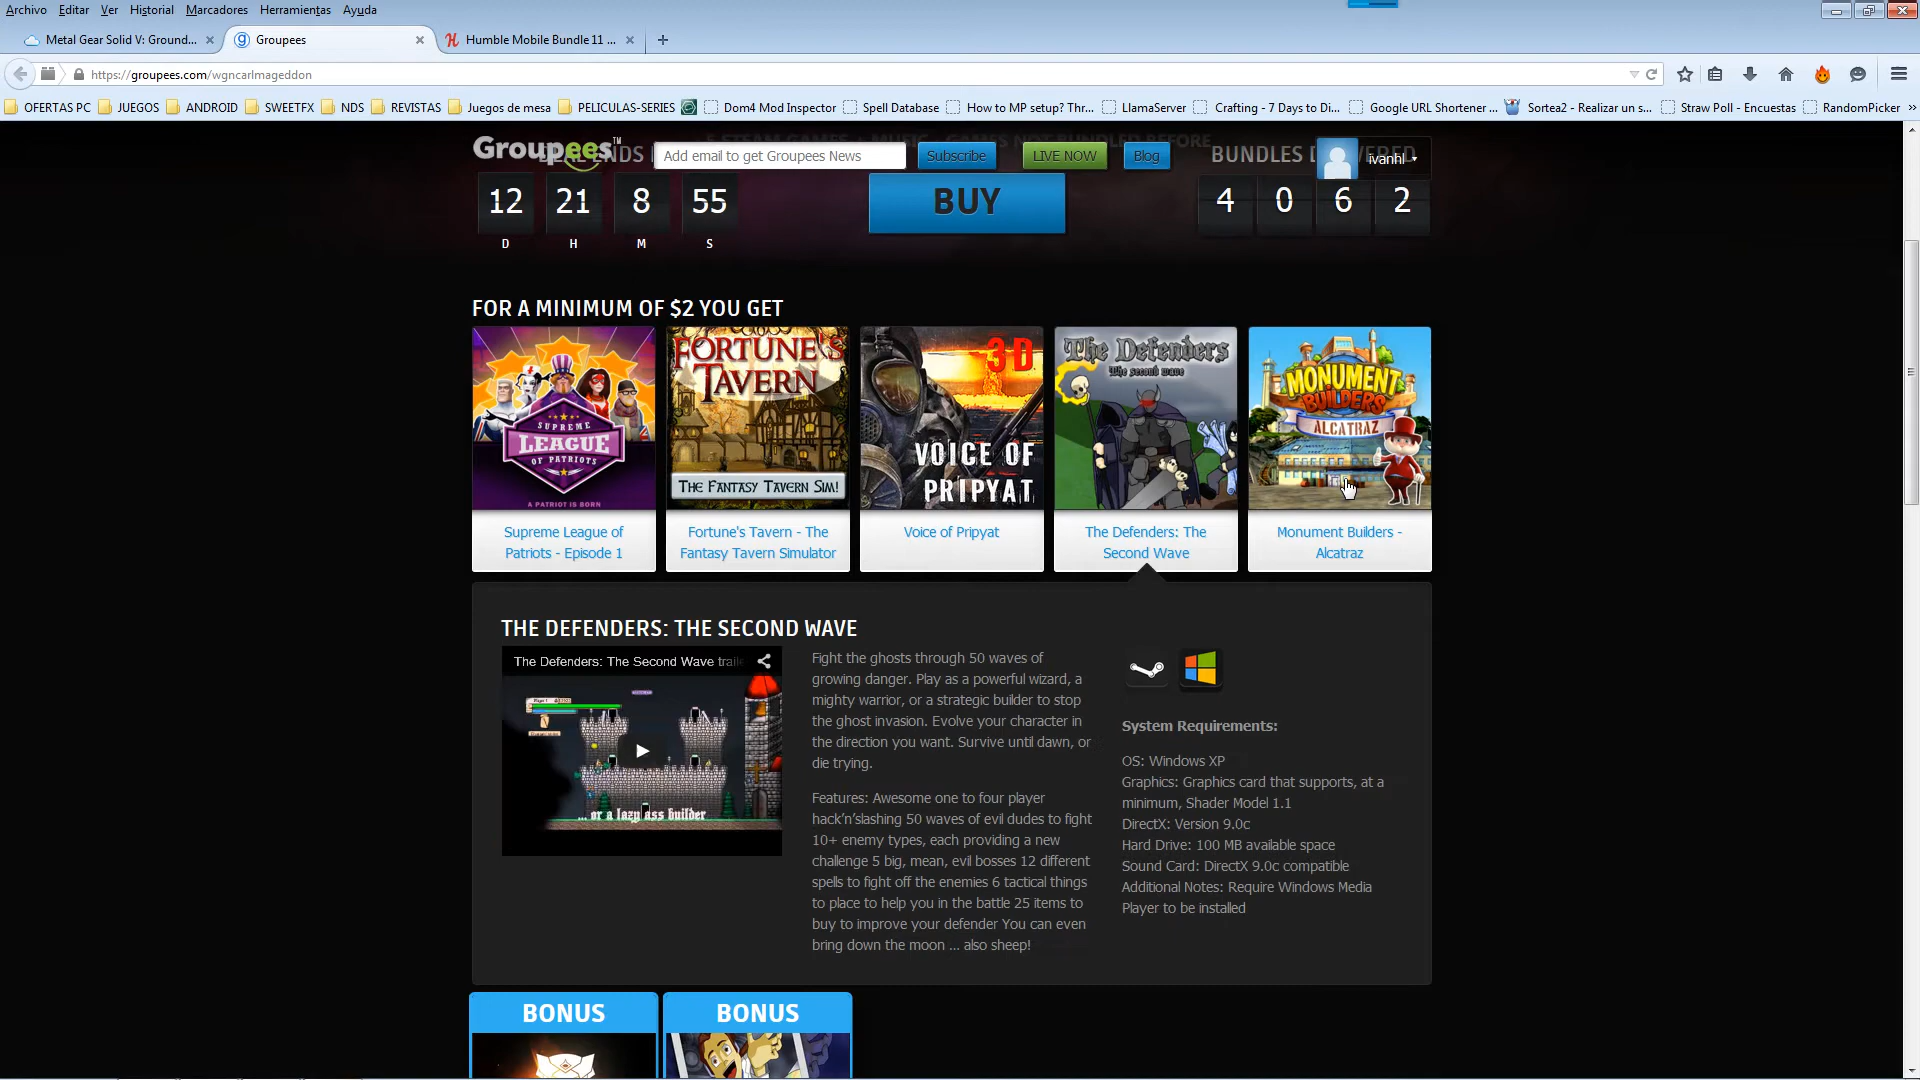 Archivo Editar Ver Historial Marcadores Herramientas Ayuda
Metal Gear Solid V: Ground... Groupees Humble Mobile Bundle 11 ...
https://groupees.com/wgncarlmageddon
OFERTAS PC JUEGOS ANDROID SWEETFX NDS REVISTAS Juegos de mesa PELICULAS-SERIES Dom4 Mod Inspector Spell Database How to MP setup? Thr... LlamaServer Crafting - 7 Days to Di... Google URL Shortener ... Sortea2 - Realizar un s... Straw Poll - Encuestas RandomPicker
5 STEAM GAMES + MUSIC - GAMES NOT BUNDLED BEFORE
Groupees™ Add email to get Groupees News Subscribe LIVE NOW Blog ivanhl
12 21 8 55 BUY 4 0 6 2
D H M S
FOR A MINIMUM OF $2 YOU GET
SUPREME
LEAGUE
OF PATRIOTS
A PATRIOT IS BORN
FORTUNE'S
TAVERN
THE FANTASY TAVERN SIM!
3D
VOICE OF
PRIPYAT
The Defenders
The second wave
MONUMENT
BUILDERS
ALCATRAZ
Supreme League of
Patriots - Episode 1
Fortune's Tavern - The
Fantasy Tavern Simulator
Voice of Pripyat
The Defenders: The
Second Wave
Monument Builders -
Alcatraz
THE DEFENDERS: THE SECOND WAVE
The Defenders: The Second Wave traile
... or a lazy ass builder
Fight the ghosts through 50 waves of
growing danger. Play as a powerful wizard, a
mighty warrior, or a strategic builder to stop
the ghost invasion. Evolve your character in
the direction you want. Survive until dawn, or
die trying.
Features: Awesome one to four player
hack’n’slashing 50 waves of evil dudes to fight
10+ enemy types, each providing a new
challenge 5 big, mean, evil bosses 12 different
spells to fight off the enemies 6 tactical things
to place to help you in the battle 25 items to
buy to improve your defender You can even
bring down the moon ... also sheep!
System Requirements:
OS: Windows XP
Graphics: Graphics card that supports, at a
minimum, Shader Model 1.1
DirectX: Version 9.0c
Hard Drive: 100 MB available space
Sound Card: DirectX 9.0c compatible
Additional Notes: Require Windows Media
Player to be installed
BONUS BONUS